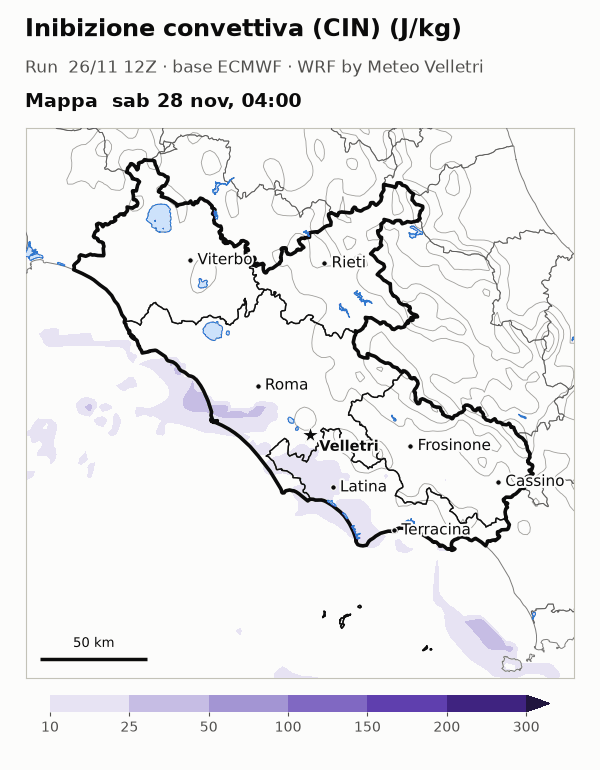 Inibizione convettiva (CIN) (J/kg)
Run  26/11 12Z · base ECMWF · WRF by Meteo Velletri
Mappa  sab 28 nov, 04:00
Viterbo
Rieti
Roma
Velletri
Frosinone
Latina
Cassino
Terracina
50 km
10 25 50 100 150 200 300